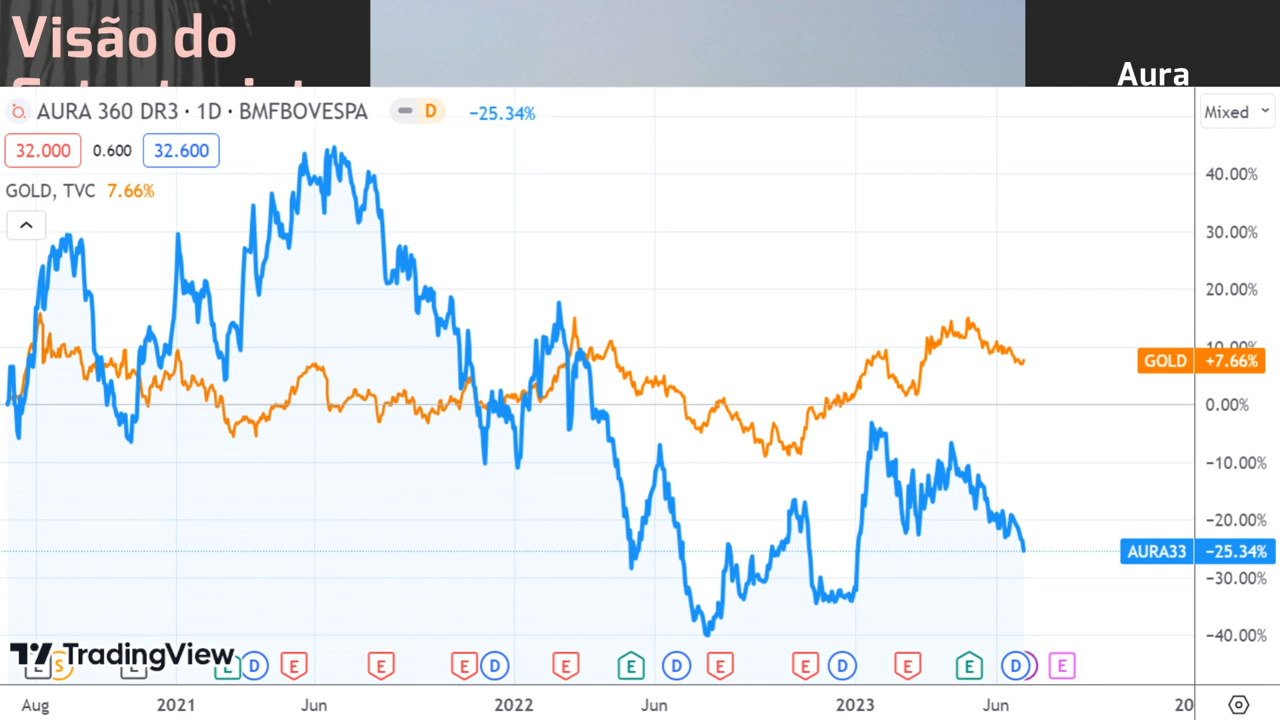 Visão do
Aura
AURA 360 DR3 · 1D · BMFBOVESPA
D
−25.34%
Mixed
32.000
0.600
32.600
GOLD, TVC 7.66%
40.00%
30.00%
20.00%
10.00%
GOLD +7.66%
0.00%
−10.00%
−20.00%
AURA33 −25.34%
−30.00%
−40.00%
TradingView
E S E E D E E E D E E D E E D E E D E
Aug 2021 Jun 2022 Jun 2023 Jun 20